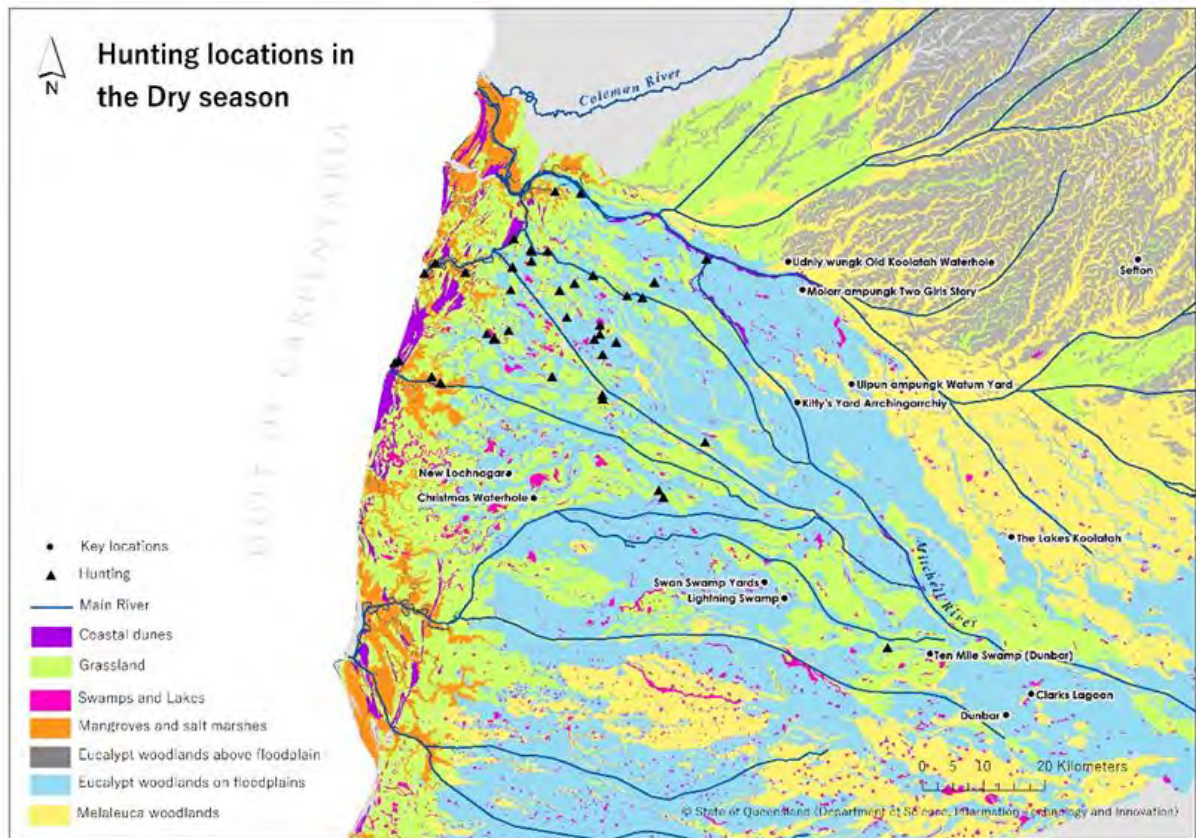 Hunting locations in
the Dry season
N
Coleman River
CARPENTARIA
Udnly wungk Old Koolatah Waterhole
Sefton
Molorr ampungk Two Girls Story
Ulpun ampungk Watum Yard
Kitty's Yard Arrchingarrchiy
New Lochnagar
Christmas Waterhole
The Lakes Koolatah
Mitchell River
Swan Swamp Yards
Lightning Swamp
Ten Mile Swamp (Dunbar)
Clarks Lagoon
Dunbar
Key locations
Hunting
Main River
Coastal dunes
Grassland
Swamps and Lakes
Mangroves and salt marshes
Eucalypt woodlands above floodplain
Eucalypt woodlands on floodplains
Melaleuca woodlands
0 5 10 20 Kilometers
© State of Queensland (Department of Science, Information Technology and Innovation)